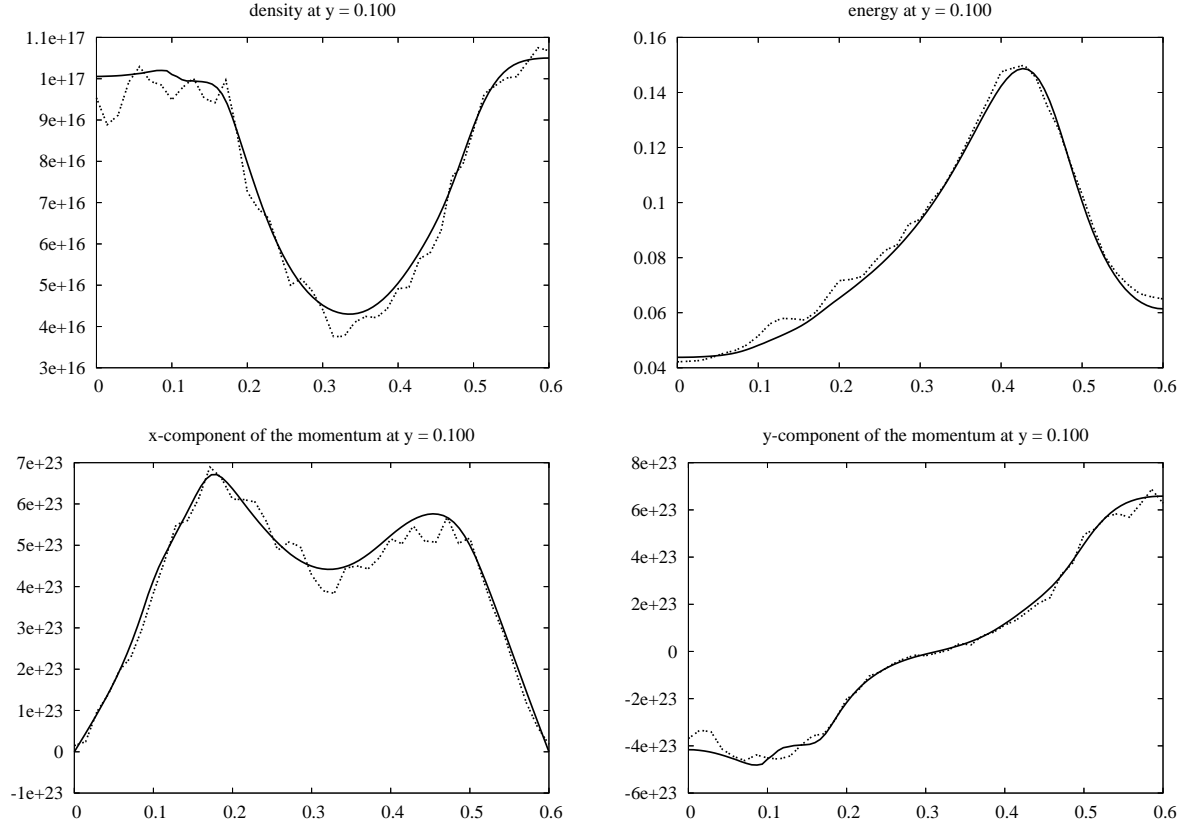 density at y = 0.100
1.1e+17
1e+17
9e+16
8e+16
7e+16
6e+16
5e+16
4e+16
3e+16
0 0.1 0.2 0.3 0.4 0.5 0.6
energy at y = 0.100
0.16
0.14
0.12
0.1
0.08
0.06
0.04
0 0.1 0.2 0.3 0.4 0.5 0.6
x-component of the momentum at y = 0.100
7e+23
6e+23
5e+23
4e+23
3e+23
2e+23
1e+23
0
-1e+23
0 0.1 0.2 0.3 0.4 0.5 0.6
y-component of the momentum at y = 0.100
8e+23
6e+23
4e+23
2e+23
0
-2e+23
-4e+23
-6e+23
0 0.1 0.2 0.3 0.4 0.5 0.6